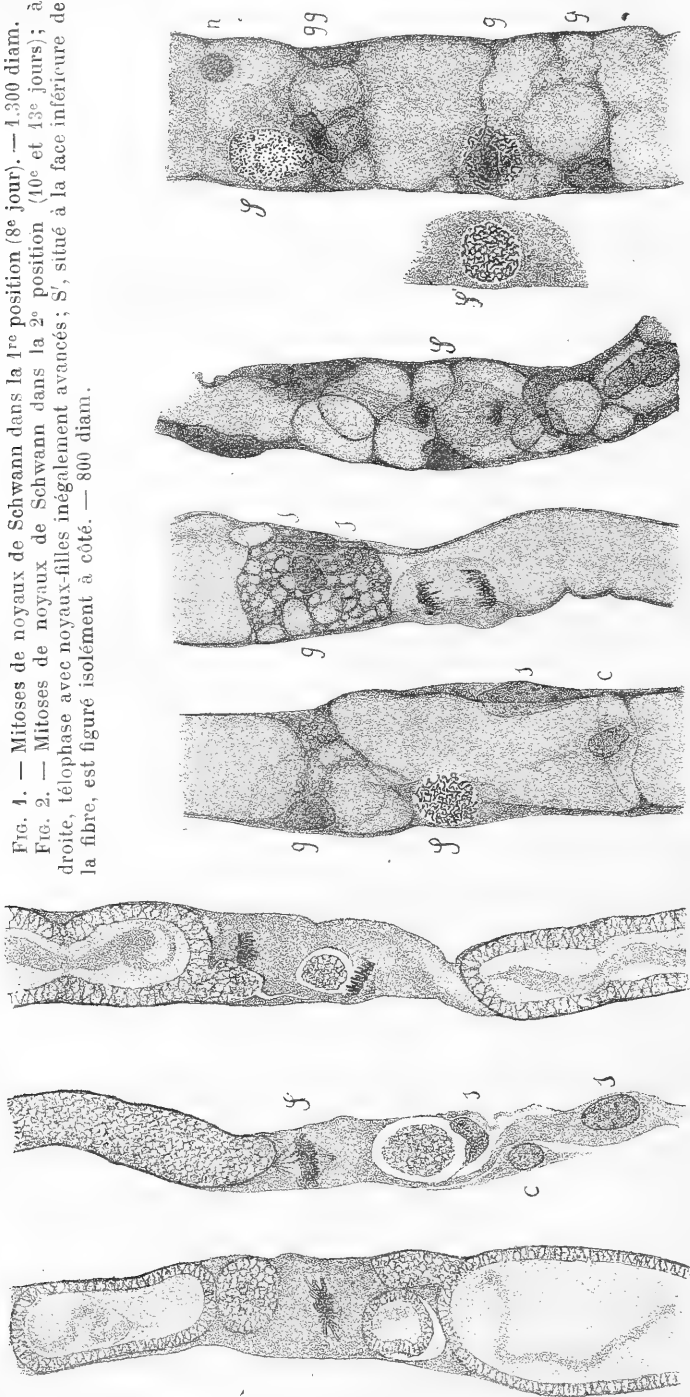 FIG. 1. — Mitoses de noyaux de Schwann dans la 1re position (8e jour). — 1.300 diam.
FIG. 2. — Mitoses de noyaux de Schwann dans la 2e position (10e et 13e jours); à
droite, télophase avec noyaux-filles inégalement avancés; S', situé à la face inférieure de
la fibre, est figuré isolément à côté. — 800 diam.
n
gg
g
g
S
S'
S
g
g
c
S
S
c